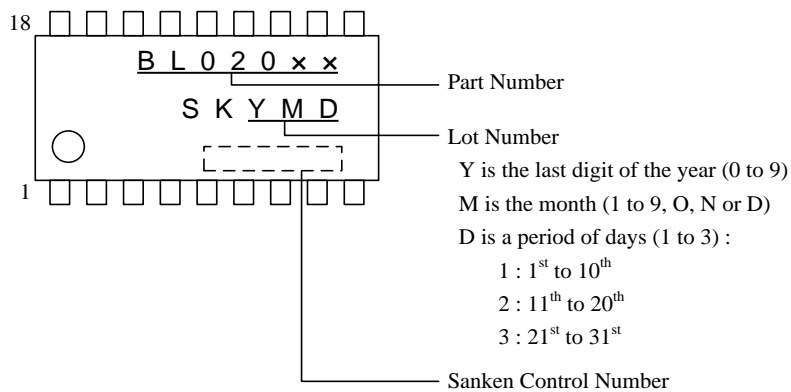 18
B L 0 2 0 × ×
Part Number
S K Y M D
Lot Number
Y is the last digit of the year (0 to 9)
M is the month (1 to 9, O, N or D)
D is a period of days (1 to 3) :
1 : 1st to 10th
2 : 11th to 20th
3 : 21st to 31st
1
Sanken Control Number